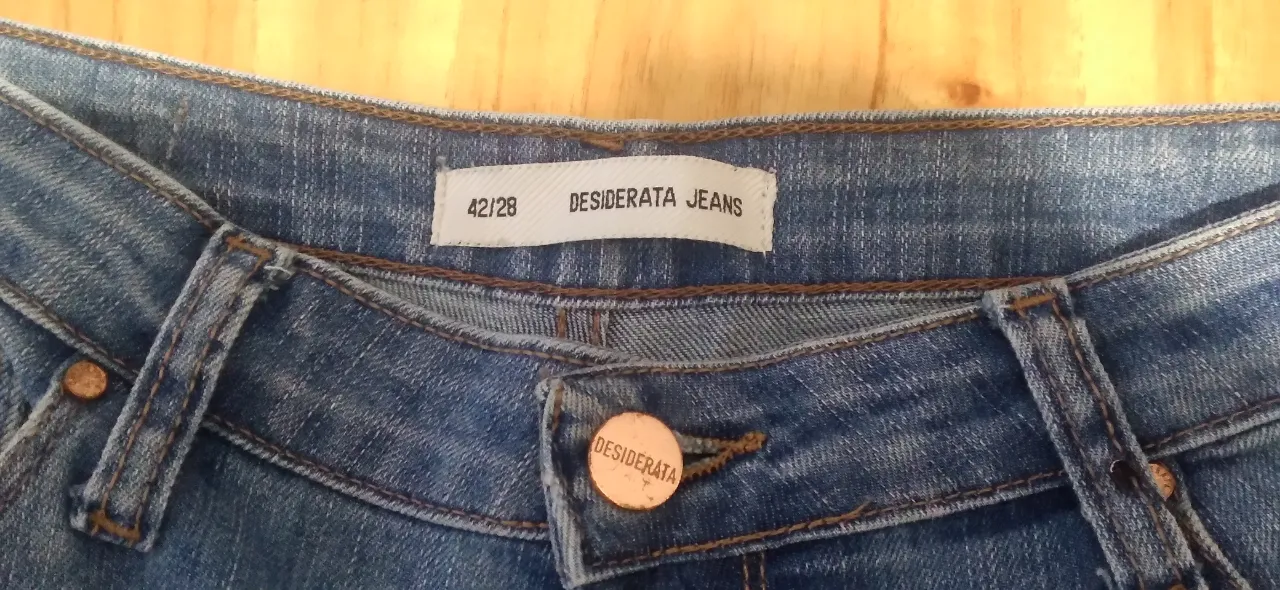 42/28 DESIDERATA JEANS
DESIDERATA